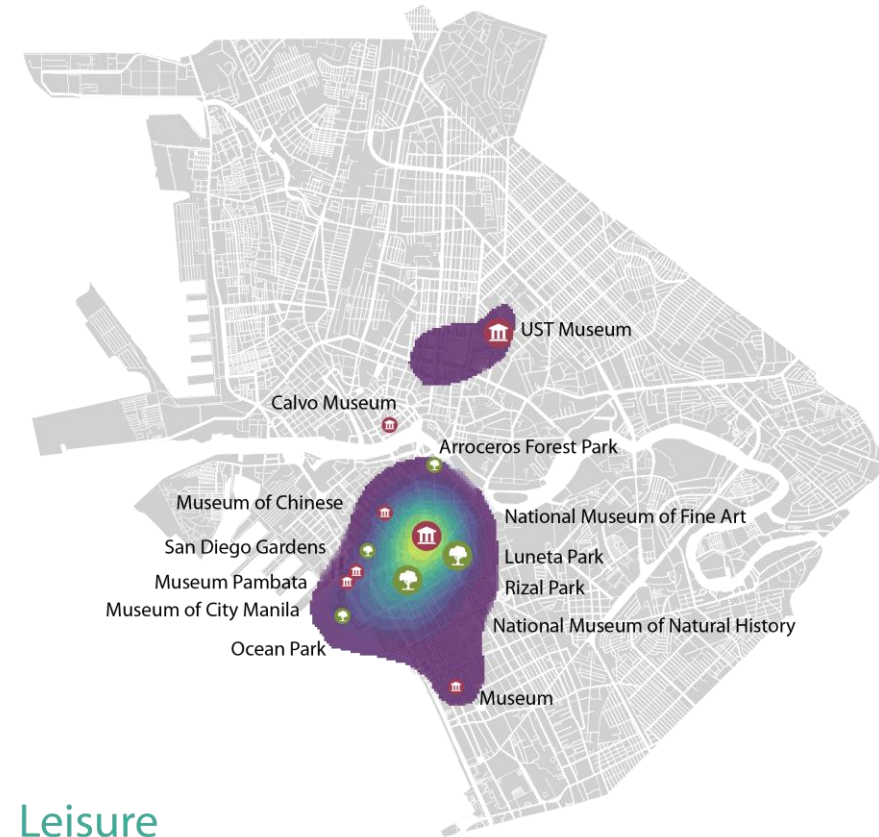 UST Museum
Calvo Museum
Arroceros Forest Park
Museum of Chinese
National Museum of Fine Art
San Diego Gardens
Luneta Park
Museum Pambata
Rizal Park
Museum of City Manila
National Museum of Natural History
Ocean Park
Museum
Leisure